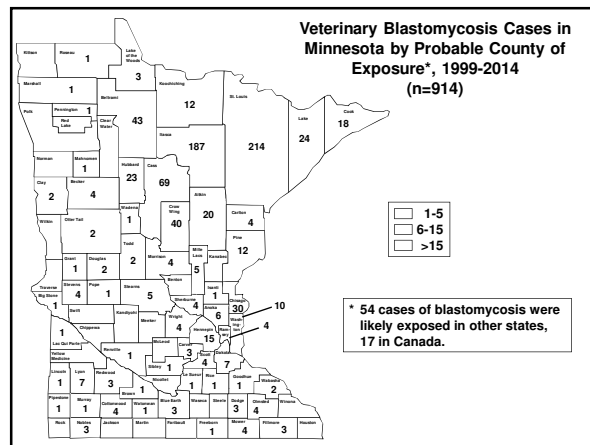 Veterinary Blastomycosis Cases in
Minnesota by Probable County of
Exposure*, 1999-2014
(n=914)
Kittson
Roseau
1
Lake
of the
Woods
3
Marshall
1
Koochiching
12
St. Louis
214
Cook
18
Lake
24
Pennington
1
Red
Lake
Beltrami
43
Polk
Clear
Water
Itasca
187
Norman
Mahnomen
1
Hubbard
23
Cass
69
Clay
2
Becker
4
Aitkin
20
Wadena
1
Crow
Wing
40
Carlton
4
Wilkin
Otter Tail
2
Todd
2
Pine
12
Mille
Lacs
5
Kanabec
Morrison
4
Grant
1
Douglas
2
Traverse
Stevens
4
Pope
1
Stearns
5
Benton
Isanti
1
Big Stone
1
Sherburne
4
Chisago
30
10
Anoka
6
Swift
Kandiyohi
Meeker
Wright
4
Hennepin
15
Ram-
sey
Wash-
ington
4
1
Lac Qui Parle
Chippewa
McLeod
Carver
3
Scott
4
Dakota
7
Yellow
Medicine
Renville
1
Sibley
1
Lincoln
1
Lyon
7
Redwood
3
Nicollet
Le Sueur
1
Rice
1
Goodhue
1
Wabasha
2
Brown
1
Pipestone
1
Murray
1
Cottonwood
4
Watonwan
1
Blue Earth
3
Waseca
Steele
Dodge
3
Olmsted
4
Winona
Rock
Nobles
3
Jackson
Martin
Faribault
Freeborn
1
Mower
4
Fillmore
3
Houston
1-5
6-15
>15
* 54 cases of blastomycosis were
likely exposed in other states,
17 in Canada.